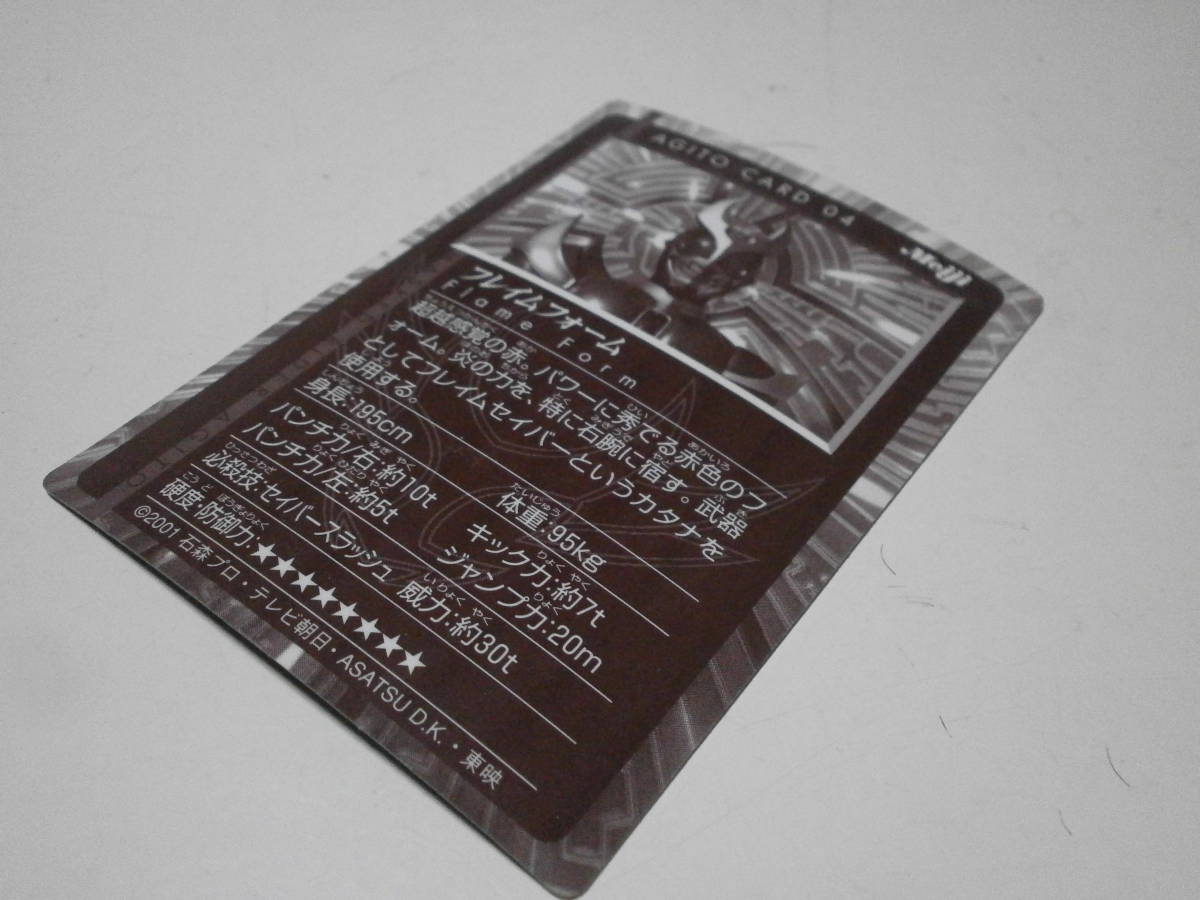 AGITO CARD 04
Meiji
フレイムフォーム
Flame Form
超越感覚の赤。パワーに秀でる赤色のフ
ォーム。炎の力を、特に右腕に宿す。武器
としてフレイムセイバーというカタナを
使用する。
身長:195cm 体重:95kg
パンチ力/右:約10t キック力:約7t
パンチ力/左:約5t ジャンプ力:20m
必殺技:セイバースラッシュ 威力:約30t
硬度:防御力:★★★★★★★★
©2001 石森プロ・テレビ朝日・ASATSU D.K.・東映